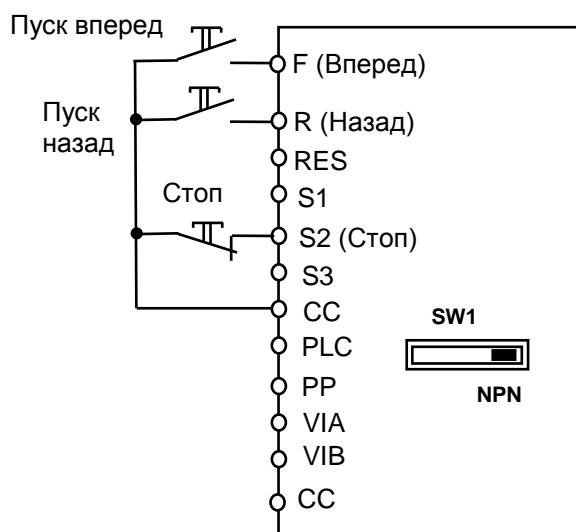 Пуск вперед
F (Вперед)
Пуск
назад
R (Назад)
RES
Стоп
S1
S2 (Стоп)
S3
CC
SW1
PLC
NPN
PP
VIA
VIB
CC